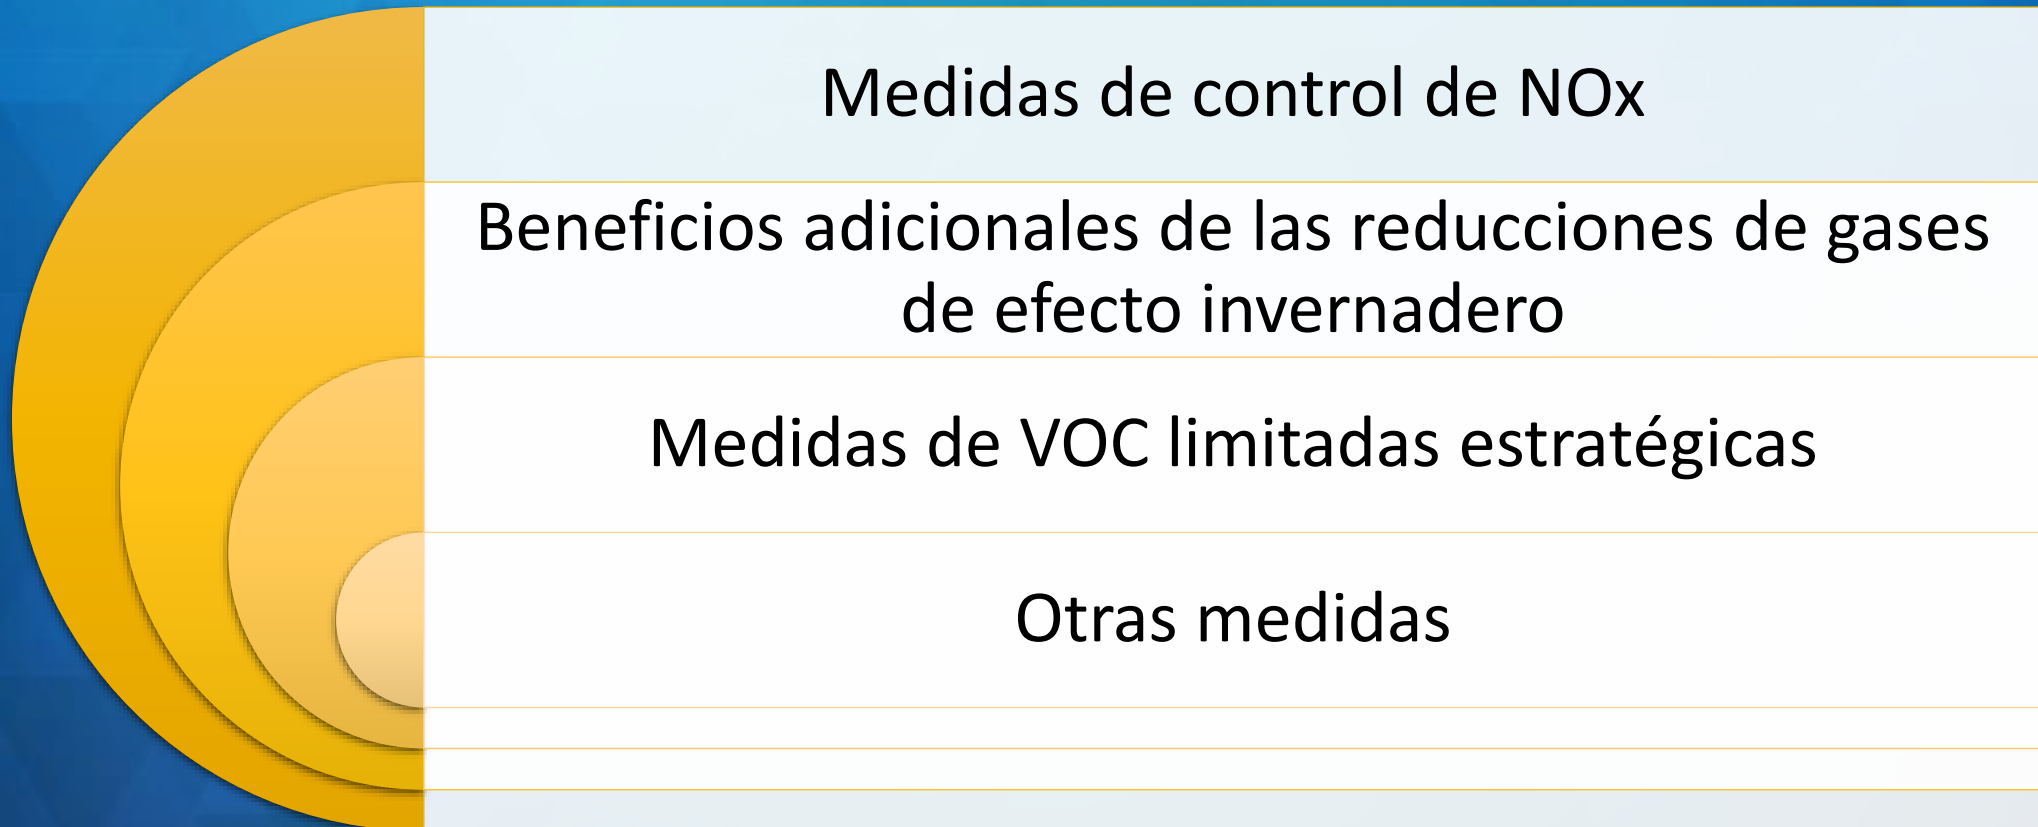 Medidas de control de NOx
Beneficios adicionales de las reducciones de gases
de efecto invernadero
Medidas de VOC limitadas estratégicas
Otras medidas